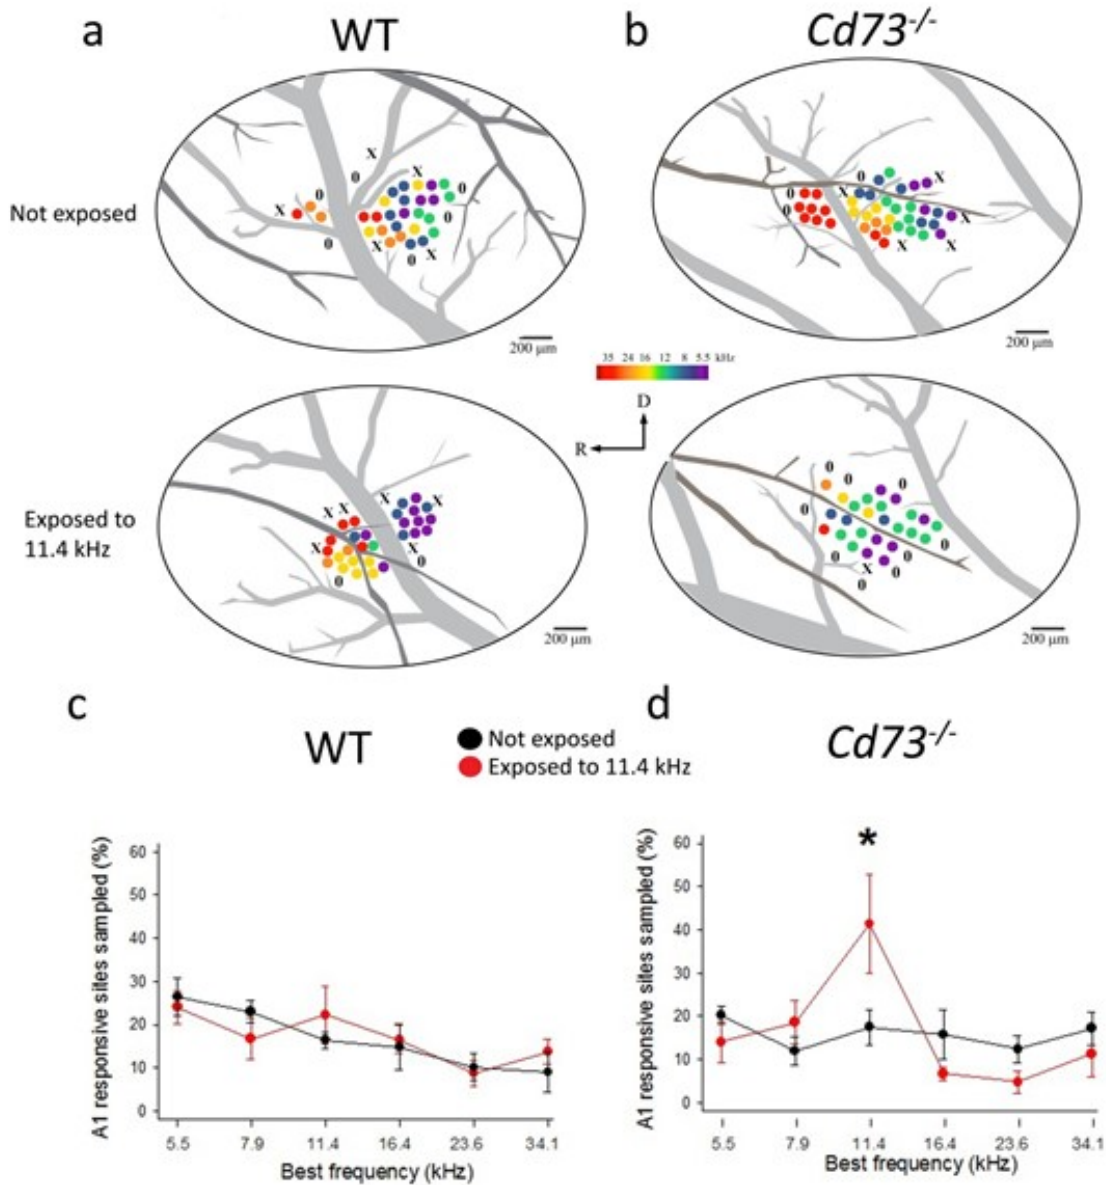 a WT b Cd73-/-
Not exposed
X
0
X
0
X
0
0
0
X
0
X
0
0
X
X
X
X
X
200 µm
200 µm
35 24 16 12 8 5.5 kHz
D
R
Exposed to
11.4 kHz
X
X
X
X
X
X
0
0
0
0
0
0
0
0
0
X
0
0
200 µm
200 µm
c WT d Cd73-/-
Not exposed
Exposed to 11.4 kHz
A1 responsive sites sampled (%)
60
50
40
30
20
10
0
5.5 7.9 11.4 16.4 23.6 34.1
Best frequency (kHz)
A1 responsive sites sampled (%)
*
60
50
40
30
20
10
0
5.5 7.9 11.4 16.4 23.6 34.1
Best frequency (kHz)